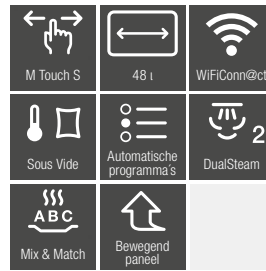 M Touch S
48 l
WiFiConn@ct
Sous Vide
Automatische
programma´s
2
DualSteam
ABC
Mix & Match
Bewegend
paneel